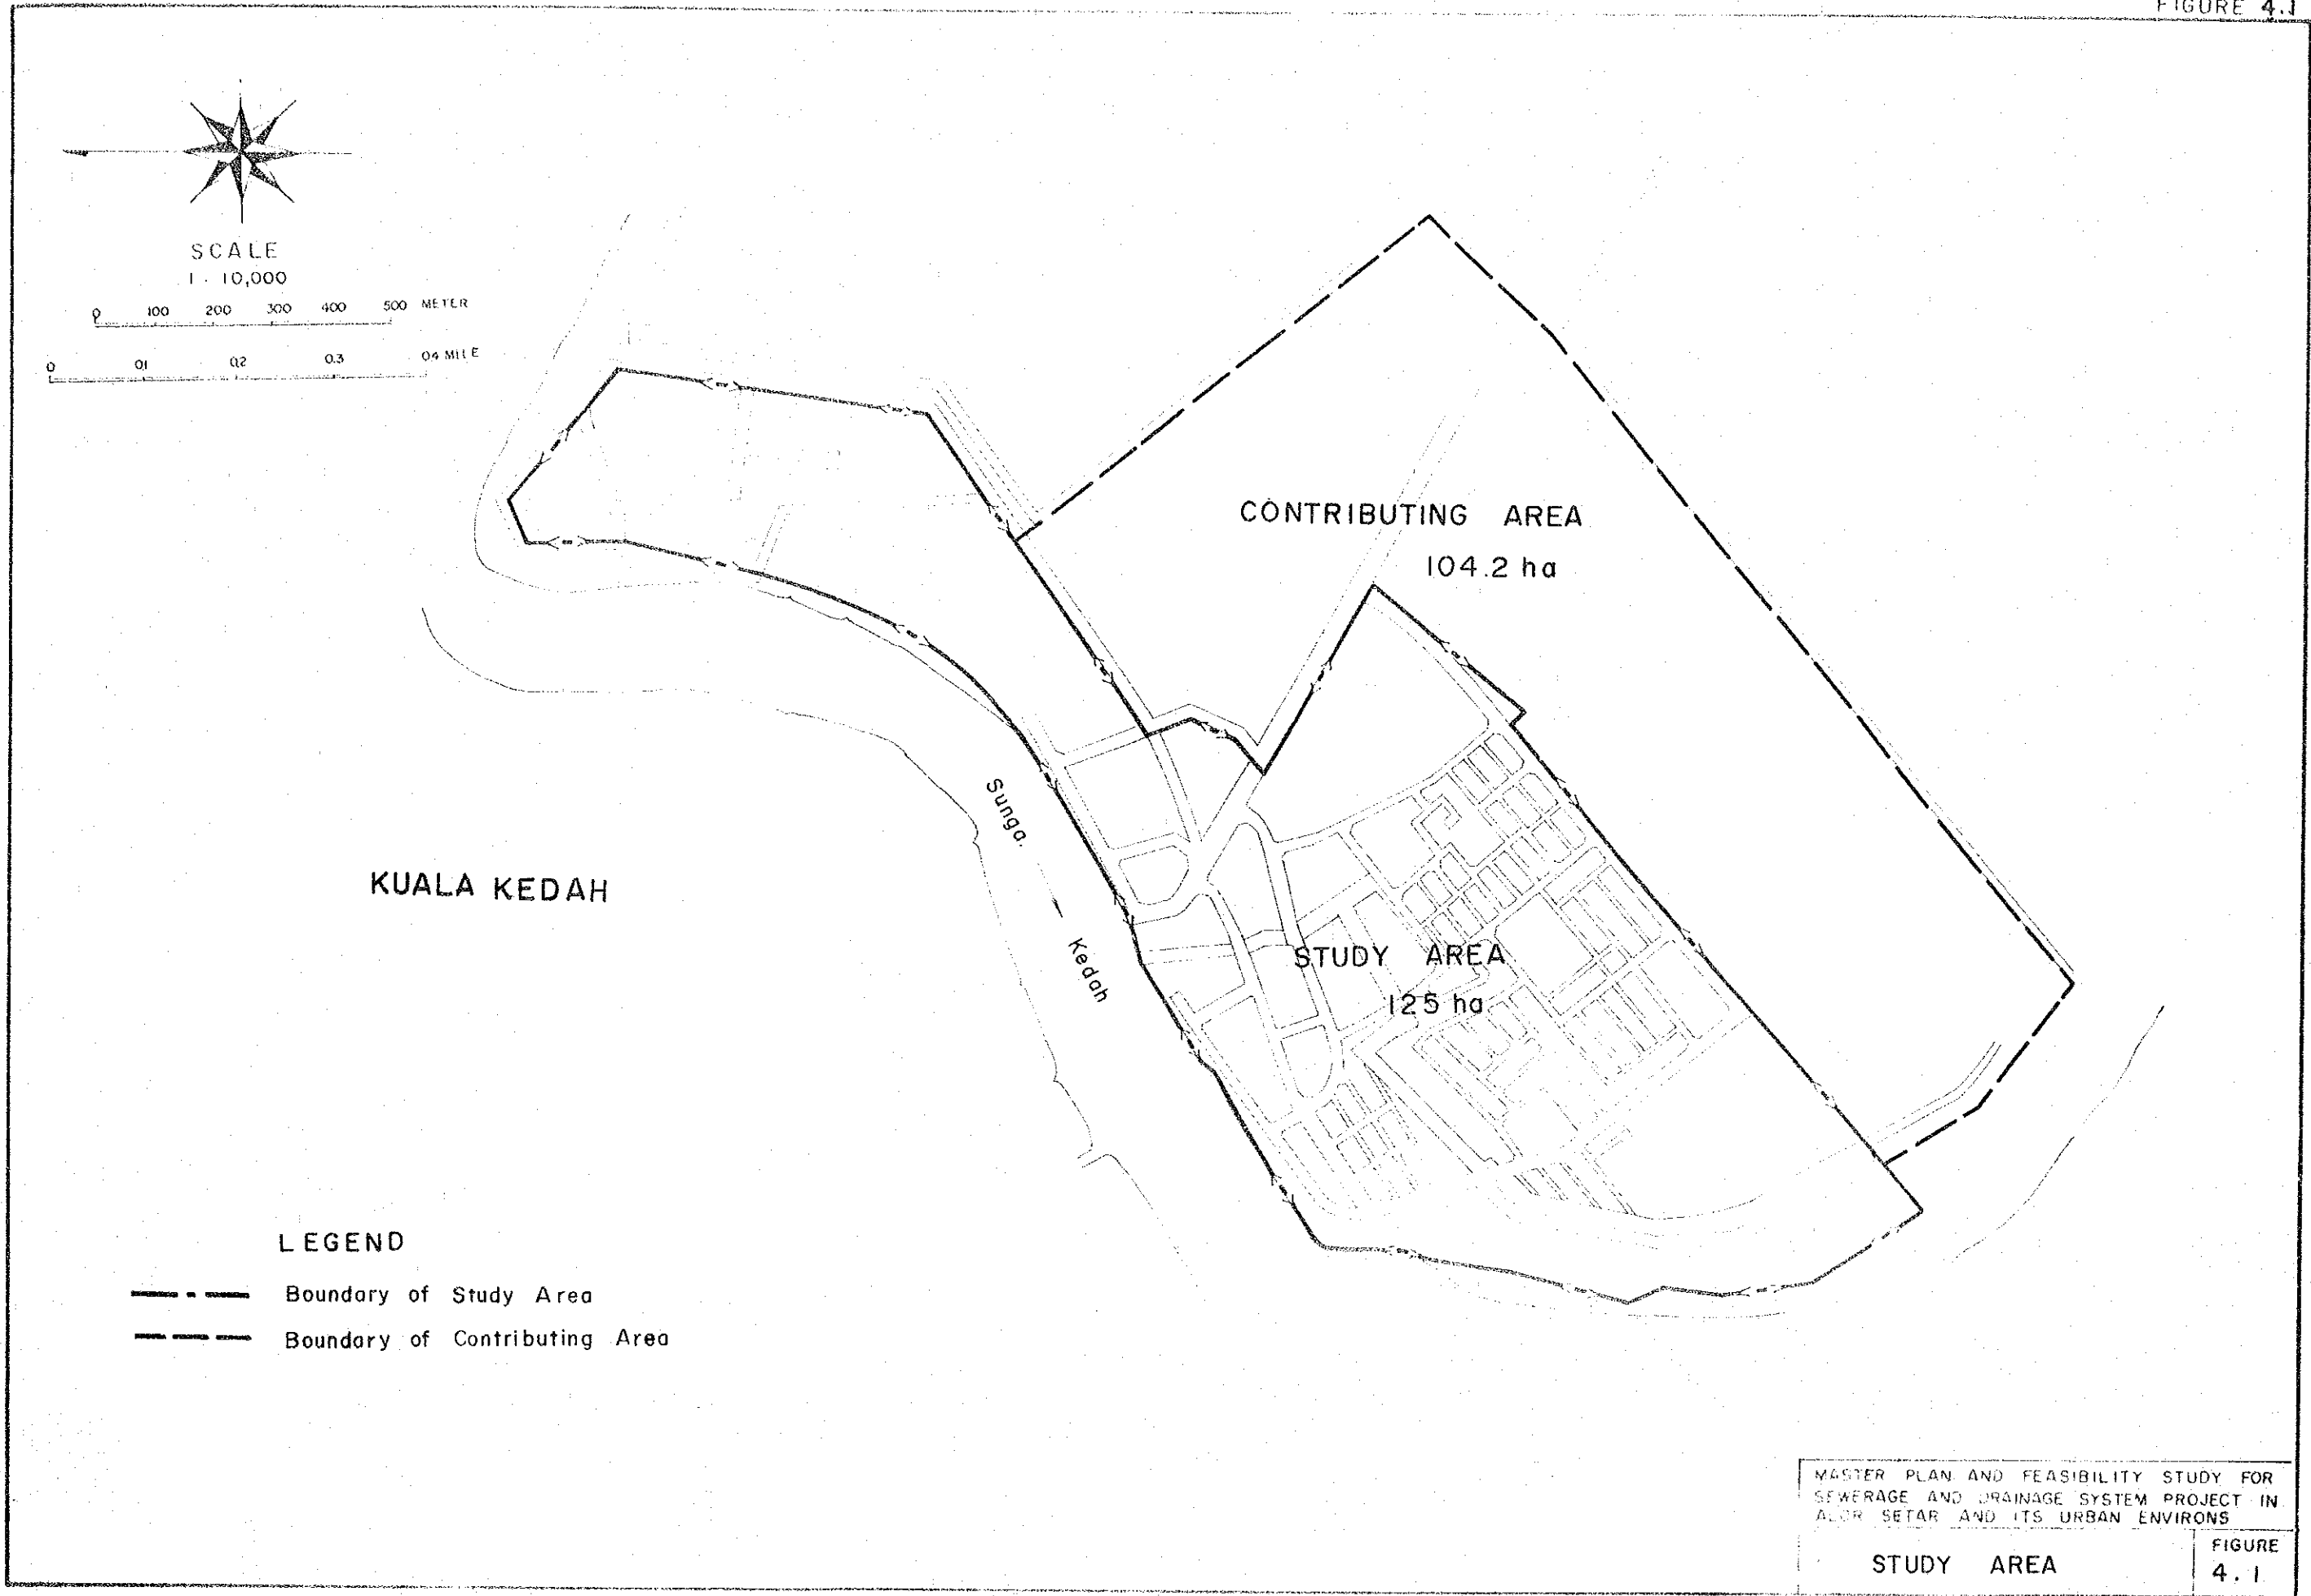 FIGURE 4.1
SCALE
1 : 10,000
0 100 200 300 400 500 METER
0 0.1 0.2 0.3 0.4 MILE
CONTRIBUTING AREA
104.2 ha
Sungai
Kedah
KUALA KEDAH
STUDY AREA
125 ha
LEGEND
Boundary of Study Area
Boundary of Contributing Area
MASTER PLAN AND FEASIBILITY STUDY FOR
SEWERAGE AND DRAINAGE SYSTEM PROJECT IN
ALOR SETAR AND ITS URBAN ENVIRONS
STUDY AREA
FIGURE
4.1